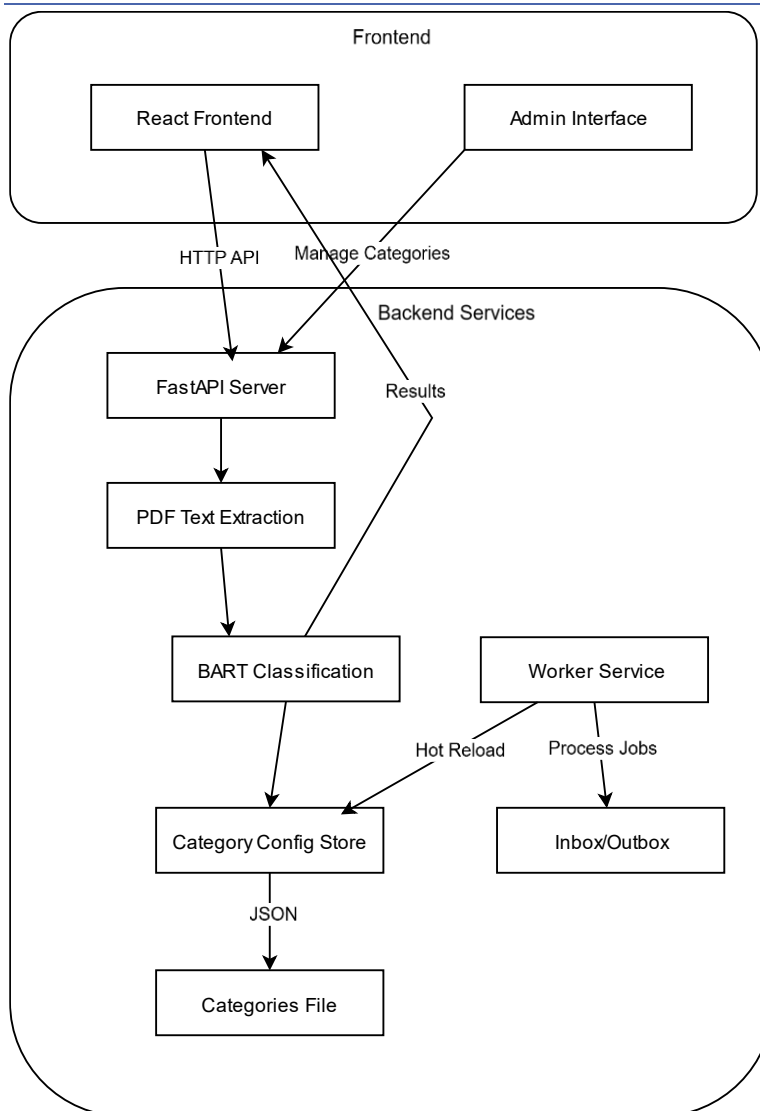 Frontend
React Frontend
Admin Interface
HTTP API
Manage Categories
Backend Services
FastAPI Server
Results
PDF Text Extraction
BART Classification
Worker Service
Hot Reload
Process Jobs
Category Config Store
Inbox/Outbox
JSON
Categories File